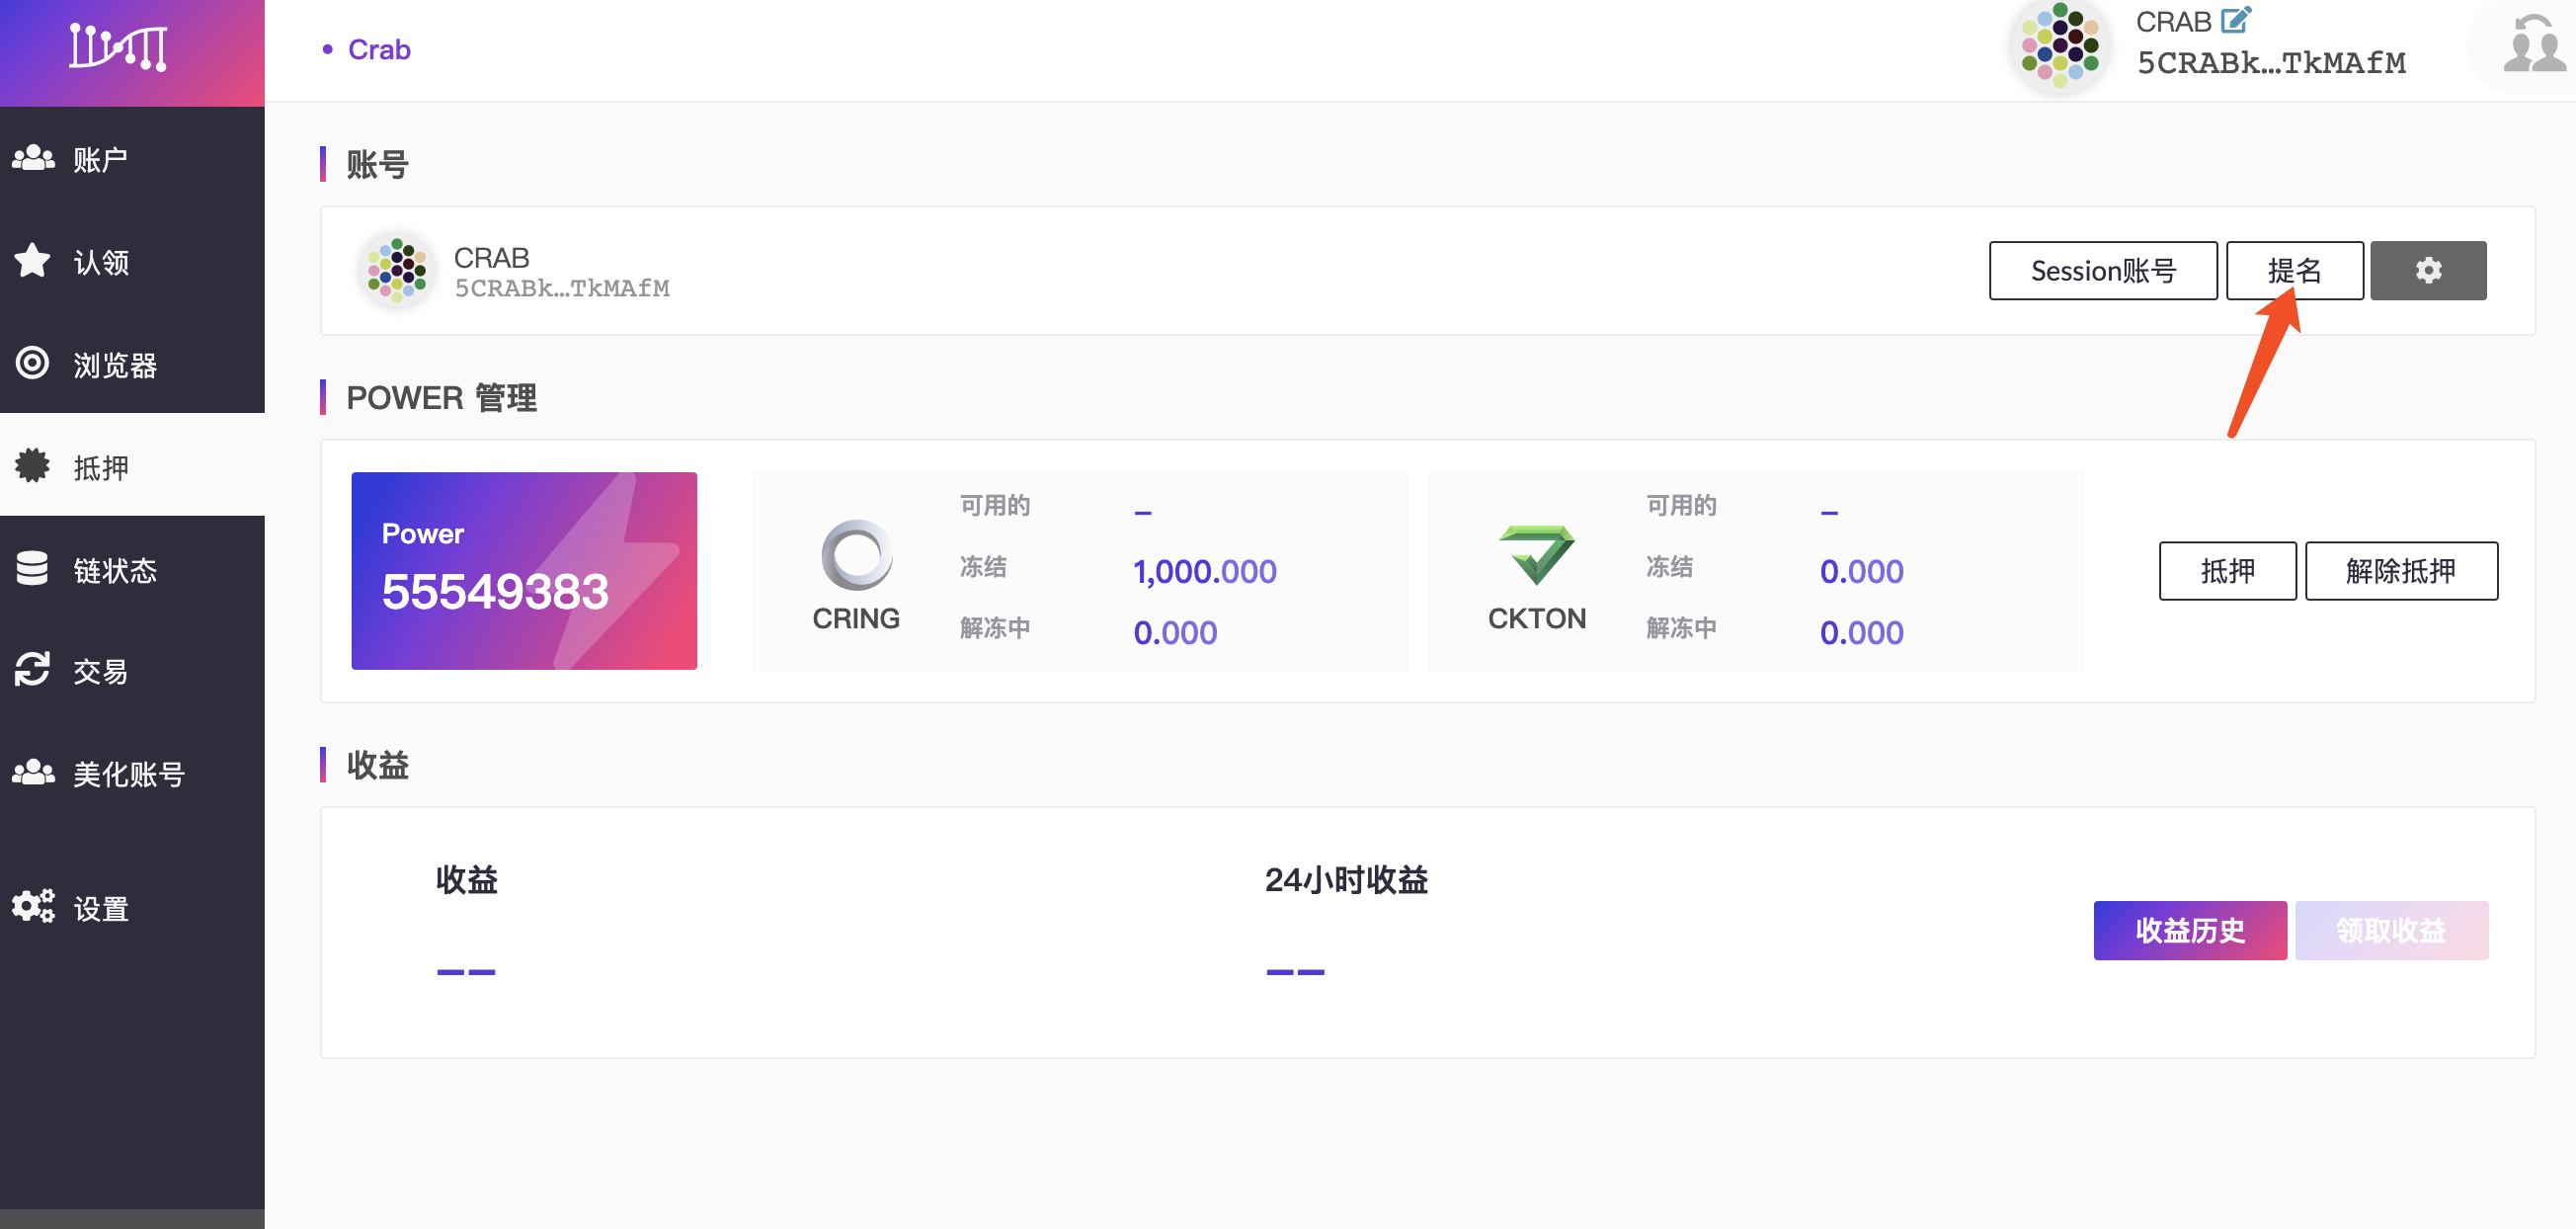 Crab
CRAB
5CRABk...TkMAfM
账户
认领
浏览器
抵押
链状态
交易
美化账号
设置
账号
CRAB
5CRABk...TkMAfM
Session账号
提名
POWER 管理
Power
55549383
CRING
可用的 –
冻结 1,000.000
解冻中 0.000
CKTON
可用的 –
冻结 0.000
解冻中 0.000
抵押
解除抵押
收益
收益
––
24小时收益
––
收益历史
领取收益